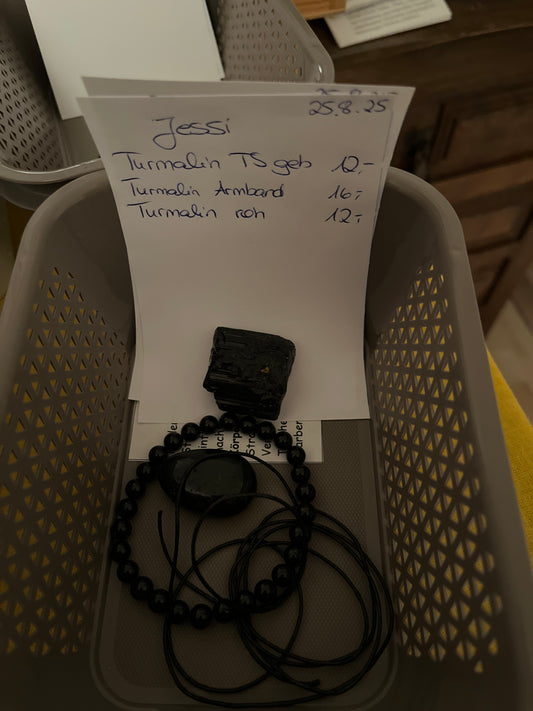 25.8.25
Jessi
Turmalin TS geb 12,-
Turmalin Armband 16,-
Turmalin roh 12,-